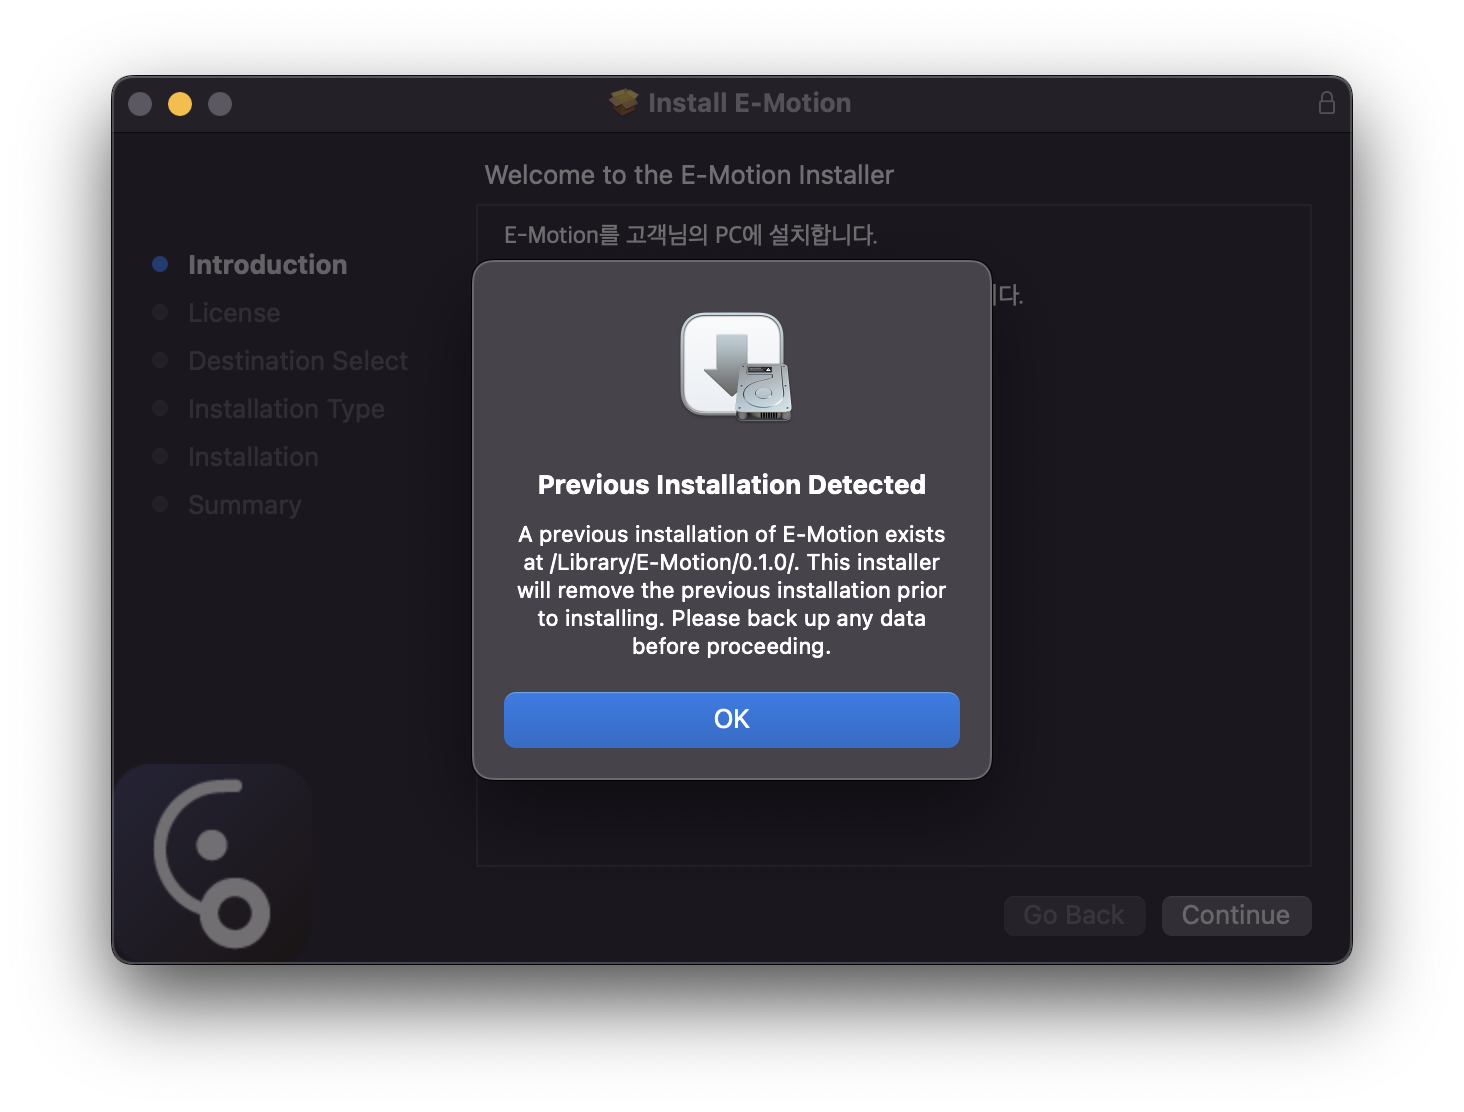 Install E-Motion
Welcome to the E-Motion Installer
E-Motion를 고객님의 PC에 설치합니다.
다.
Introduction
License
Destination Select
Installation Type
Installation
Summary
Previous Installation Detected
A previous installation of E-Motion exists
at /Library/E-Motion/0.1.0/. This installer
will remove the previous installation prior
to installing. Please back up any data
before proceeding.
OK
Go Back
Continue